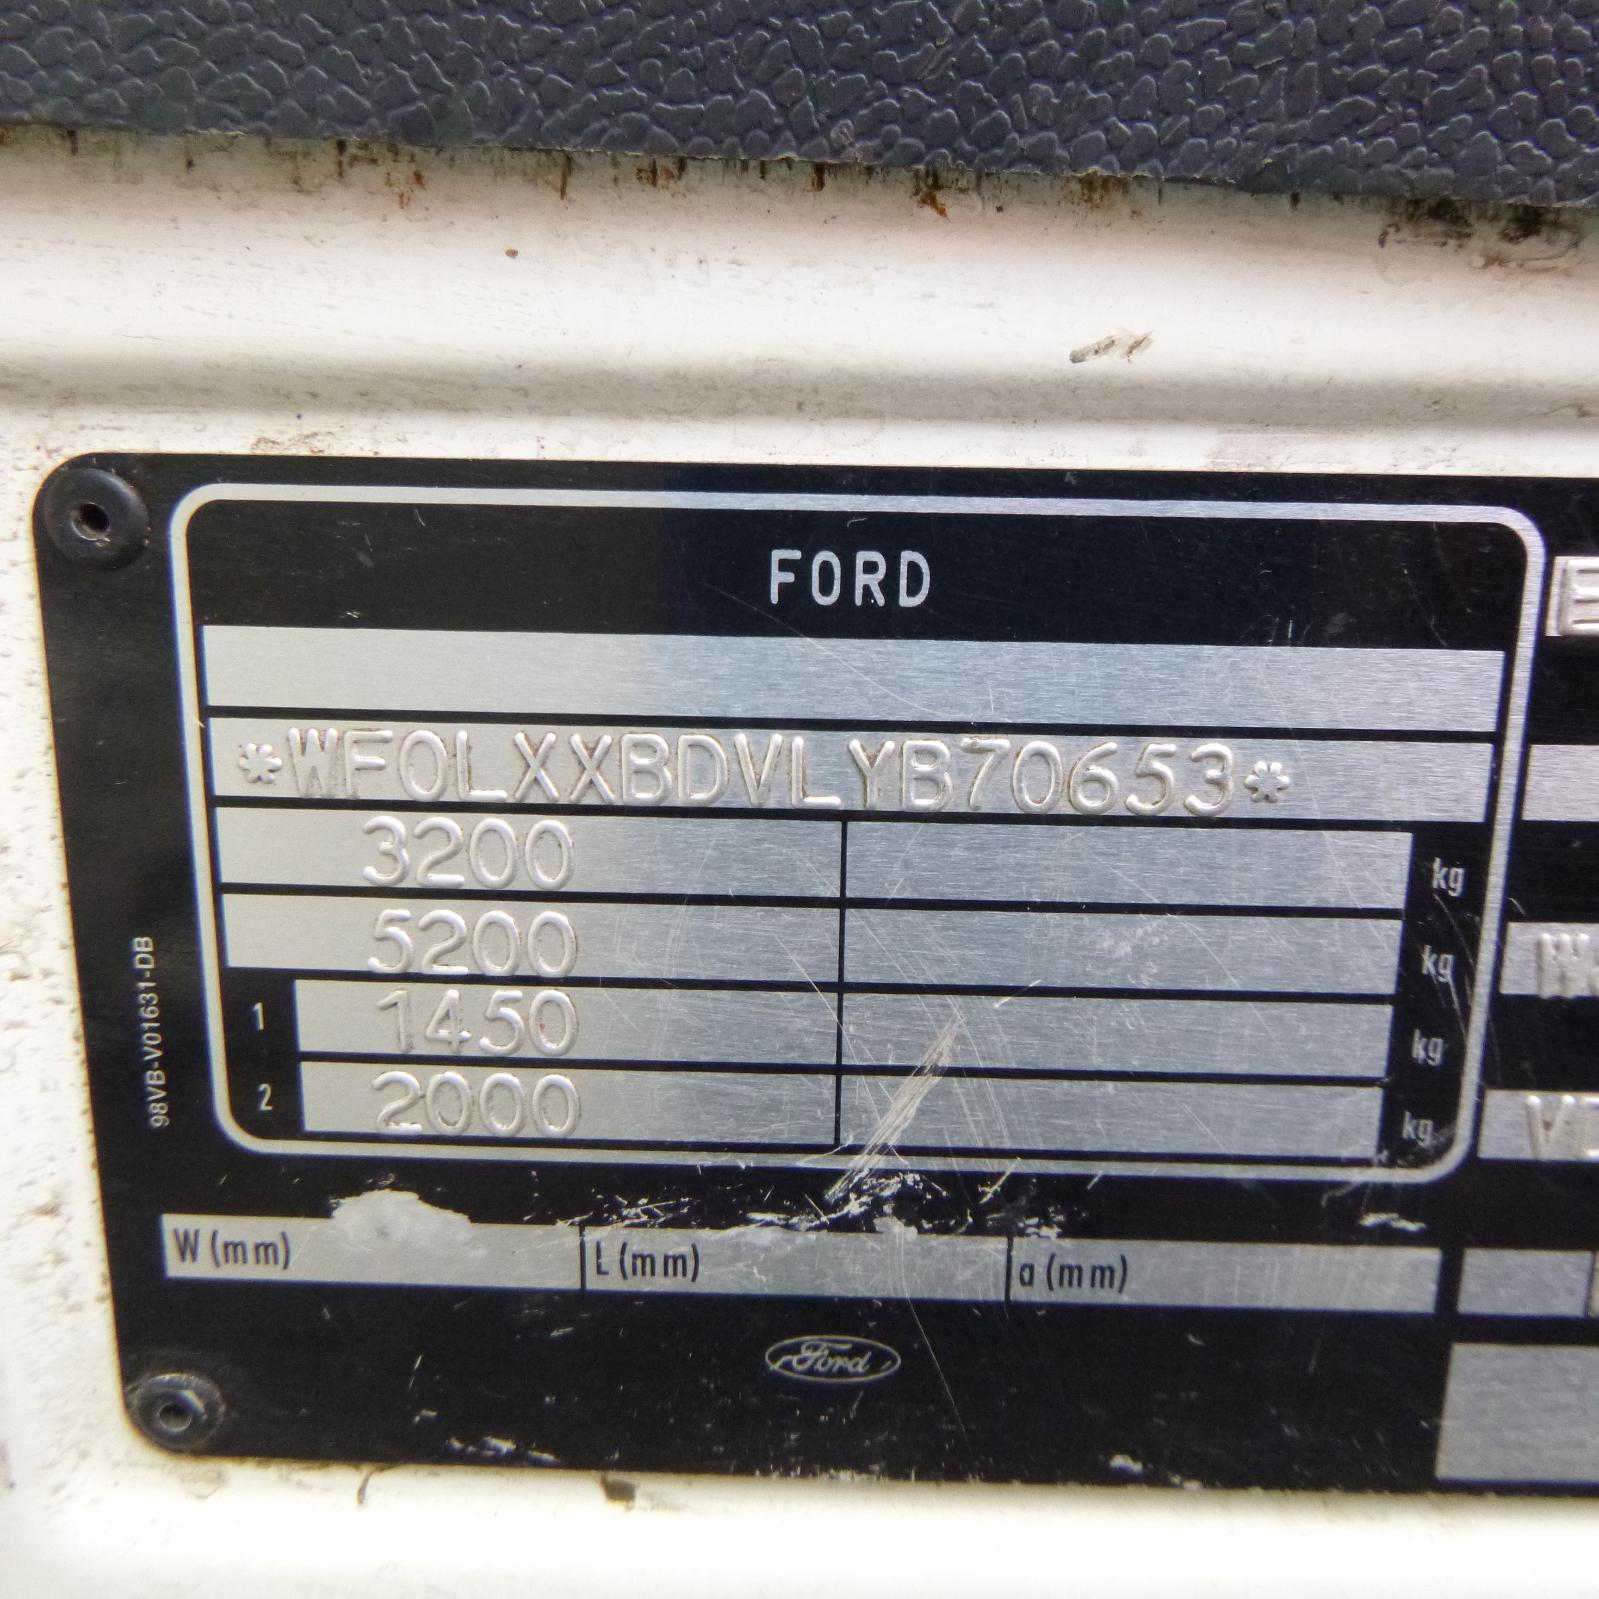 FORD
*WF0LXXBDVLYB70653*
3200 kg
5200 kg
1 1450 kg
2 2000 kg
98VB-V01631-DB
W (mm) L (mm) a (mm)
Ford